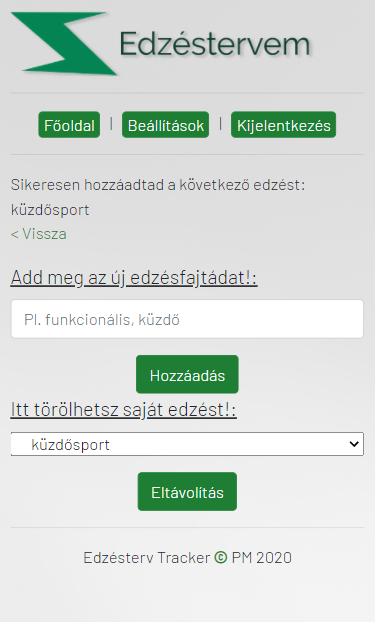 Edzéstervem
Főoldal | Beállítások | Kijelentkezés
Sikeresen hozzáadtad a következő edzést:
küzdősport
< Vissza
Add meg az új edzésfajtádat!:
Pl. funkcionális, küzdő
Hozzáadás
Itt törölhetsz saját edzést!:
küzdősport
Eltávolítás
Edzésterv Tracker © PM 2020